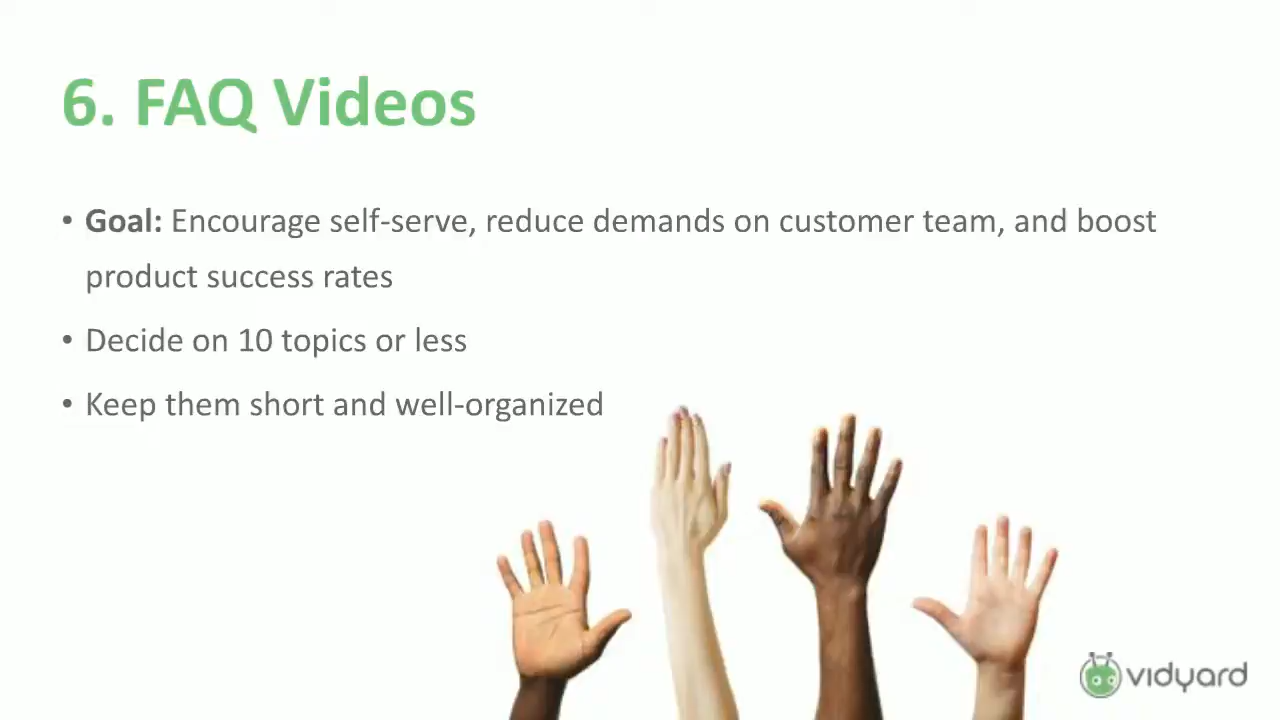 6. FAQ Videos
• Goal: Encourage self-serve, reduce demands on customer team, and boost
product success rates
• Decide on 10 topics or less
• Keep them short and well-organized
vidyard